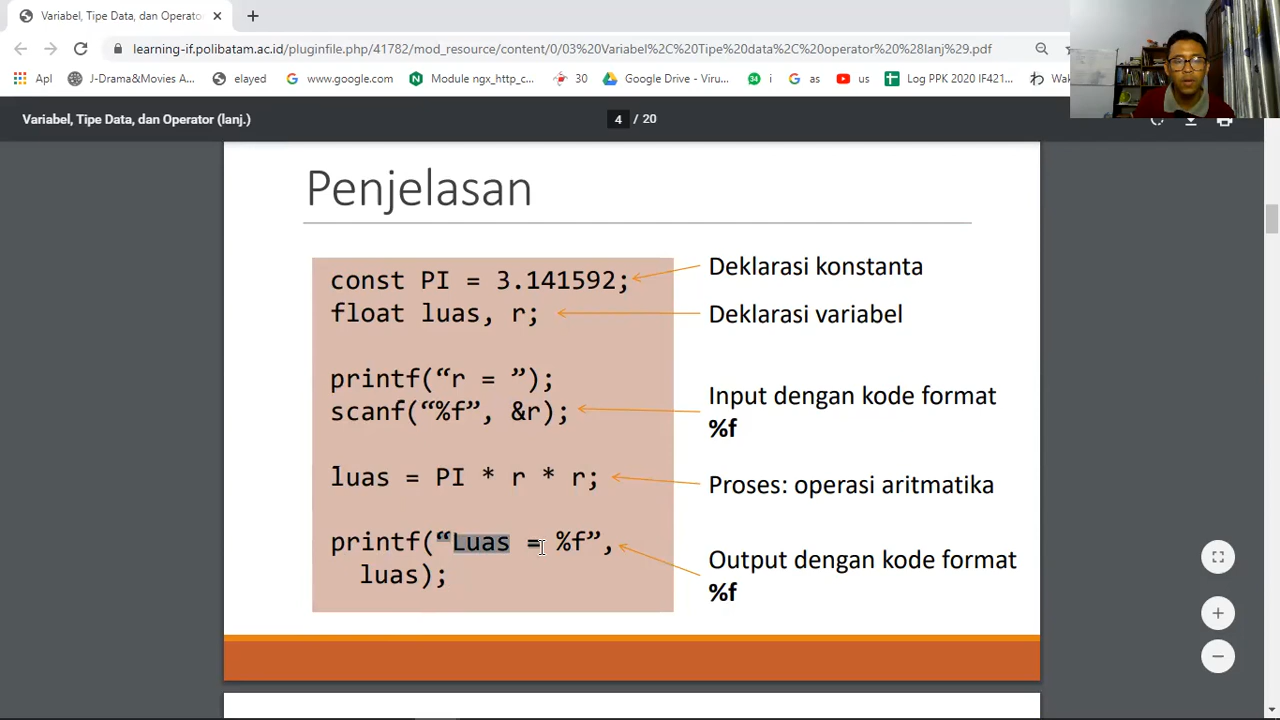 Variabel, Tipe Data, dan Operator
learning-if.polibatam.ac.id/pluginfile.php/41782/mod_resource/content/0/03%20Variabel%2C%20Tipe%20data%2C%20operator%20%28lanj%29.pdf
Apl
J-Drama&Movies A...
elayed
www.google.com
Module ngx_http_c...
30
Google Drive - Viru...
34
i
as
us
Log PPK 2020 IF421...
Wak
Variabel, Tipe Data, dan Operator (lanj.)
4 / 20
Penjelasan
const PI = 3.141592;
Deklarasi konstanta
float luas, r;
Deklarasi variabel
printf(“r = ”);
scanf(“%f”, &r);
Input dengan kode format
%f
luas = PI * r * r;
Proses: operasi aritmatika
printf(“Luas = %f”,
luas);
Output dengan kode format
%f